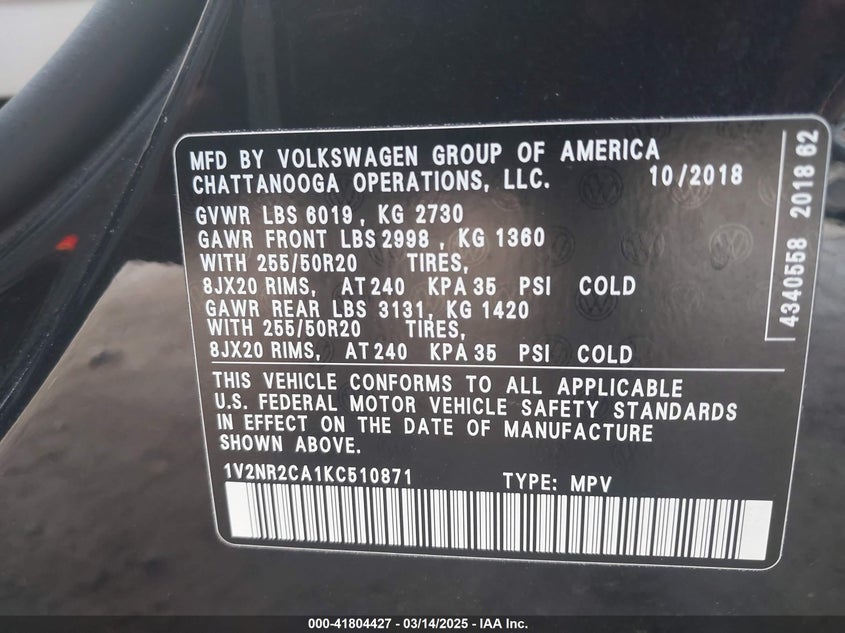 MFD BY VOLKSWAGEN GROUP OF AMERICA
CHATTANOOGA OPERATIONS, LLC. 10/2018
GVWR LBS 6019, KG 2730
GAWR FRONT LBS 2998 , KG 1360
WITH 255/50R20 TIRES,
8JX20 RIMS, AT 240 KPA 35 PSI COLD
GAWR REAR LBS 3131, KG 1420
WITH 255/50R20 TIRES,
8JX20 RIMS, AT 240 KPA 35 PSI COLD
THIS VEHICLE CONFORMS TO ALL APPLICABLE
U.S. FEDERAL MOTOR VEHICLE SAFETY STANDARDS
IN EFFECT ON THE DATE OF MANUFACTURE
SHOWN ABOVE.
1V2NR2CA1KC510871 TYPE: MPV
4340558 2018 62
000-41804427 - 03/14/2025 - IAA Inc.